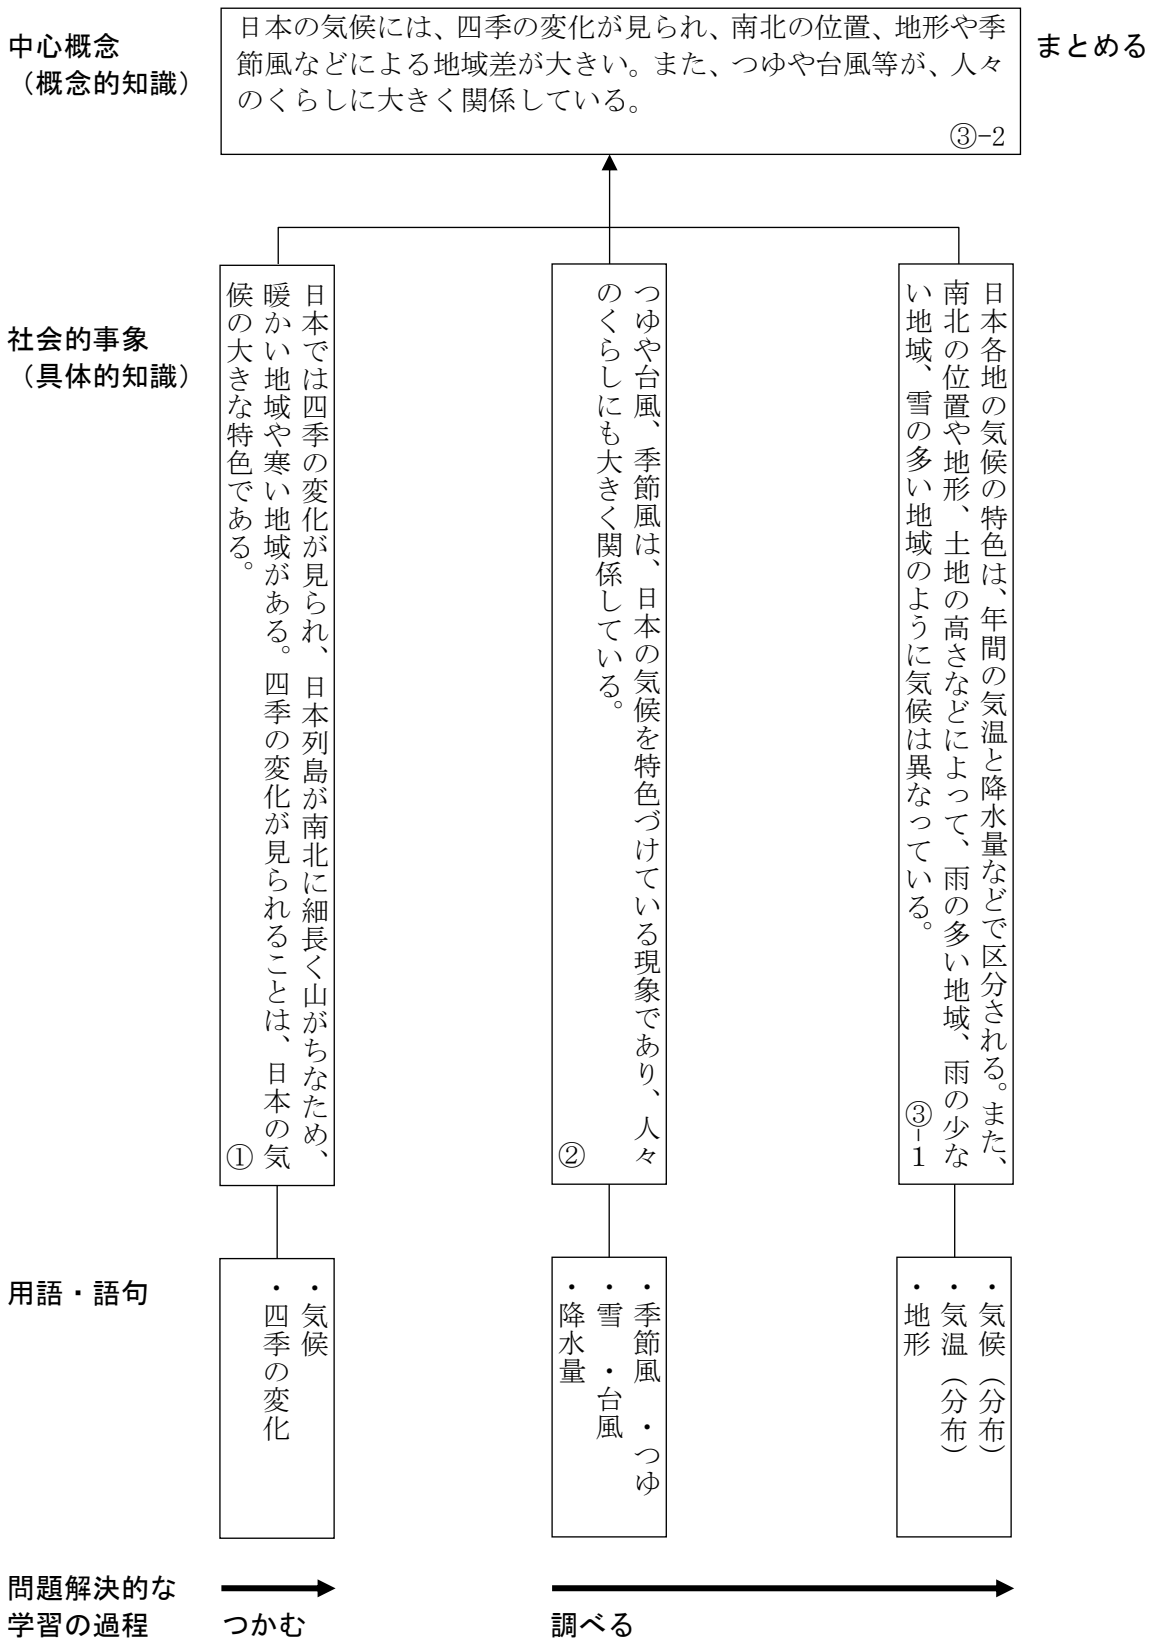 中心概念
（概念的知識）
日本の気候には、四季の変化が見られ、南北の位置、地形や季
節風などによる地域差が大きい。また、つゆや台風等が、人々
のくらしに大きく関係している。
③-2
まとめる
社会的事象
（具体的知識）
日本では四季の変化が見られ、日本列島が南北に細長く山がちなため、
暖かい地域や寒い地域がある。四季の変化が見られることは、日本の気
候の大きな特色である。
①
つゆや台風、季節風は、日本の気候を特色づけている現象であり、人々
のくらしにも大きく関係している。
②
日本各地の気候の特色は、年間の気温と降水量などで区分される。また、
南北の位置や地形、土地の高さなどによって、雨の多い地域、雨の少な
い地域、雪の多い地域のように気候は異なっている。
③-1
用語・語句
・気候
・四季の変化
・季節風 ・つゆ
・雪 ・台風
・降水量
・気候（分布）
・気温（分布）
・地形
問題解決的な
学習の過程
つかむ
調べる